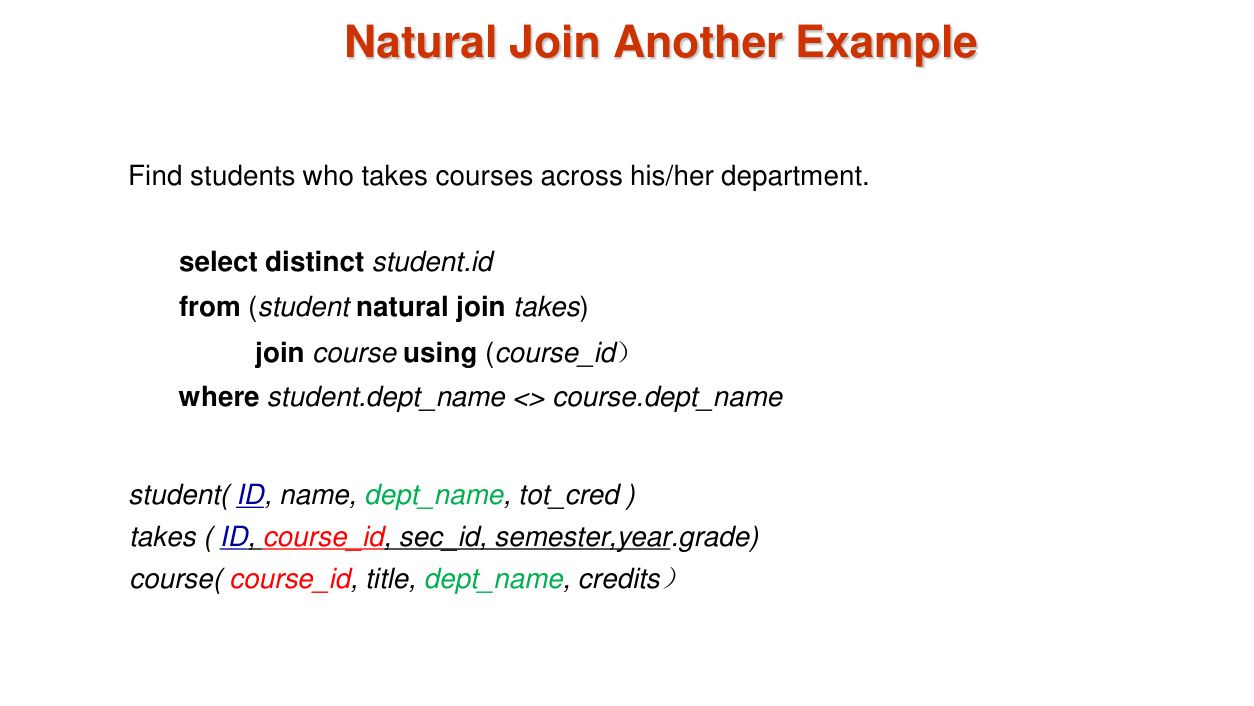 Natural Join Another Example
Find students who takes courses across his/her department.
select distinct student.id
from (student natural join takes)
join course using (course_id）
where student.dept_name <> course.dept_name
student( ID, name, dept_name, tot_cred )
takes ( ID, course_id, sec_id, semester,year.grade)
course( course_id, title, dept_name, credits）